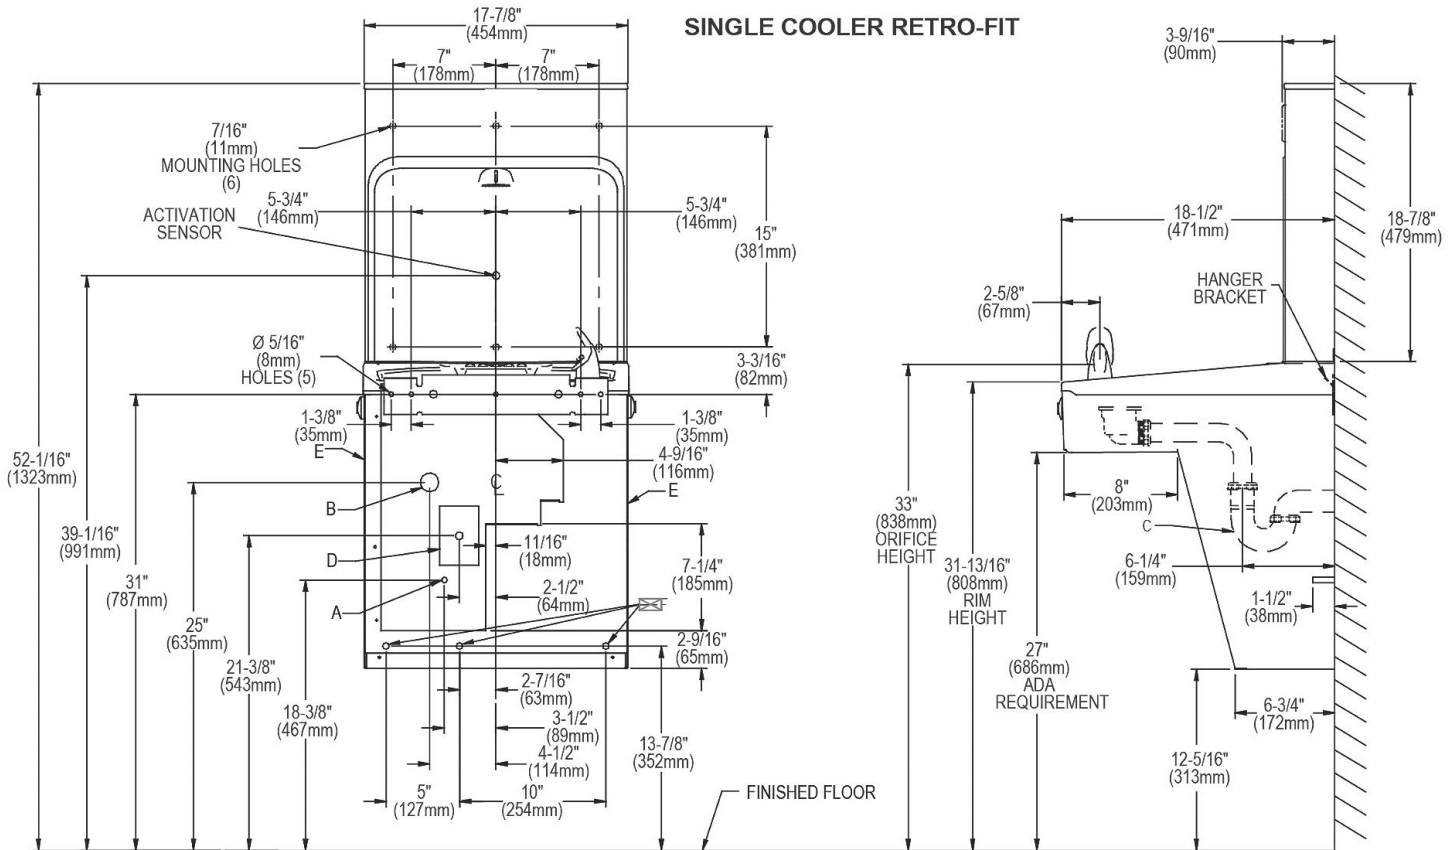 SINGLE COOLER RETRO-FIT
17-7/8"
(454mm)
7"
(178mm)
7"
(178mm)
3-9/16"
(90mm)
7/16"
(11mm)
MOUNTING HOLES
(6)
ACTIVATION
SENSOR
5-3/4"
(146mm)
5-3/4"
(146mm)
15"
(381mm)
18-1/2"
(471mm)
18-7/8"
(479mm)
HANGER
BRACKET
2-5/8"
(67mm)
Ø 5/16"
(8mm)
HOLES (5)
3-3/16"
(82mm)
1-3/8"
(35mm)
1-3/8"
(35mm)
E
4-9/16"
(116mm)
52-1/16"
(1323mm)
B
C
L
E
8"
(203mm)
33"
(838mm)
ORIFICE
HEIGHT
C
39-1/16"
(991mm)
D
11/16"
(18mm)
7-1/4"
(185mm)
6-1/4"
(159mm)
31-13/16"
(808mm)
RIM
HEIGHT
31"
(787mm)
A
2-1/2"
(64mm)
1-1/2"
(38mm)
25"
(635mm)
2-9/16"
(65mm)
27"
(686mm)
ADA
REQUIREMENT
21-3/8"
(543mm)
2-7/16"
(63mm)
18-3/8"
(467mm)
3-1/2"
(89mm)
6-3/4"
(172mm)
13-7/8"
(352mm)
4-1/2"
(114mm)
12-5/16"
(313mm)
5"
(127mm)
10"
(254mm)
FINISHED FLOOR